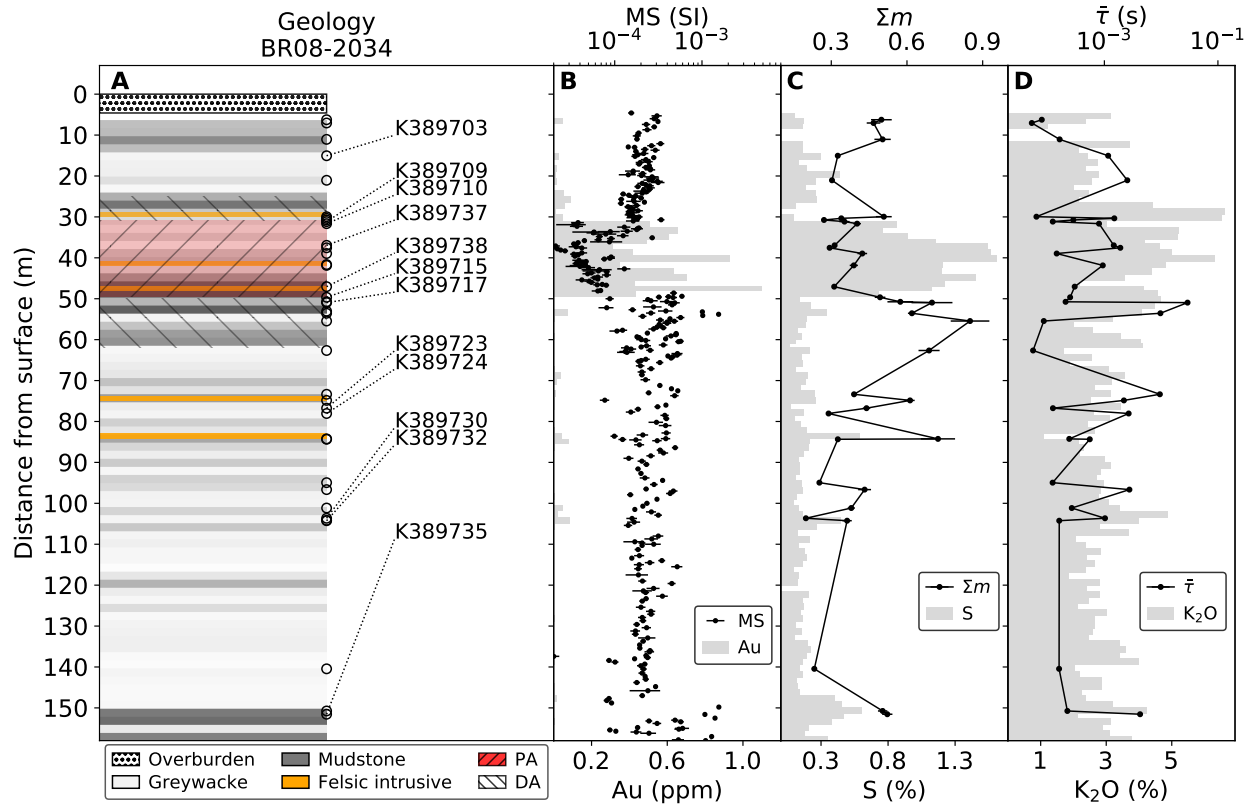 Geology
BR08-2034
MS (SI)
10⁻⁴ 10⁻³
Σm
0.3 0.6 0.9
τ̄ (s)
10⁻³ 10⁻¹
A
B
C
D
Distance from surface (m)
0
10
20
30
40
50
60
70
80
90
100
110
120
130
140
150
K389703
K389709
K389710
K389737
K389738
K389715
K389717
K389723
K389724
K389730
K389732
K389735
MS
Au
Σm
S
τ̄
K₂O
Overburden
Greywacke
Mudstone
Felsic intrusive
PA
DA
0.2 0.6 1.0
Au (ppm)
0.3 0.8 1.3
S (%)
1 3 5
K₂O (%)